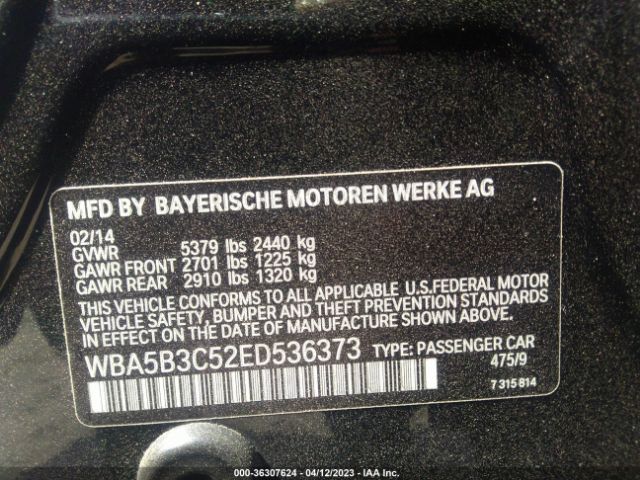 MFD BY BAYERISCHE MOTOREN WERKE AG
02/14
GVWR 5379 lbs 2440 kg
GAWR FRONT 2701 lbs 1225 kg
GAWR REAR 2910 lbs 1320 kg
THIS VEHICLE CONFORMS TO ALL APPLICABLE U.S.FEDERAL MOTOR
VEHICLE SAFETY, BUMPER AND THEFT PREVENTION STANDARDS
IN EFFECT ON THE DATE OF MANUFACTURE SHOWN ABOVE.
WBA5B3C52ED536373 TYPE: PASSENGER CAR
475/9
7 315 814
000-36307624 - 04/12/2023 - IAA Inc.